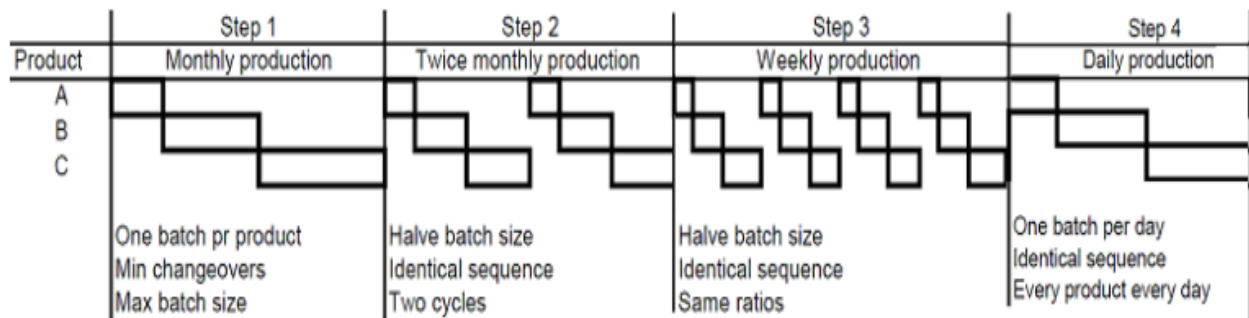 Step 1 Step 2 Step 3 Step 4
Product Monthly production Twice monthly production Weekly production Daily production
A
B
C
One batch pr product Halve batch size Halve batch size One batch per day
Min changeovers Identical sequence Identical sequence Identical sequence
Max batch size Two cycles Same ratios Every product every day